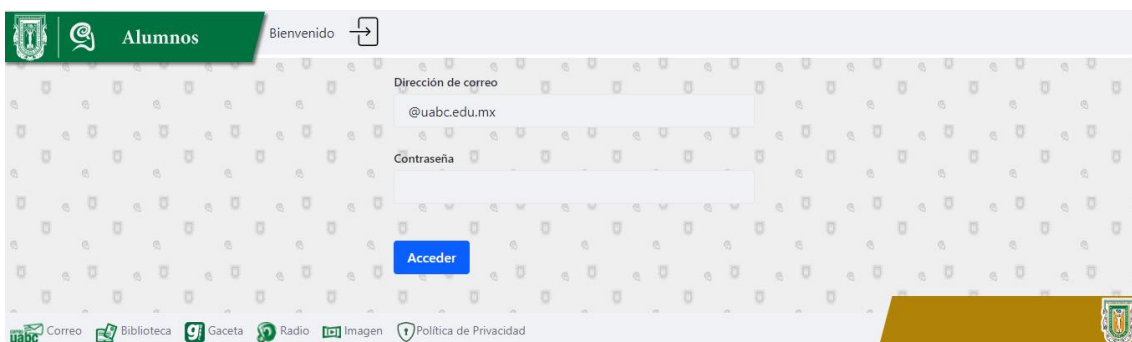 Alumnos
Bienvenido
Dirección de correo
@uabc.edu.mx
Contraseña
Acceder
uabc Correo Biblioteca g Gaceta Radio Imagen Política de Privacidad